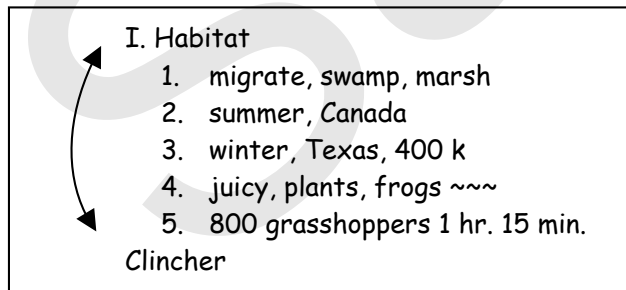 I. Habitat
1. migrate, swamp, marsh
2. summer, Canada
3. winter, Texas, 400 k
4. juicy, plants, frogs ~~~
5. 800 grasshoppers 1 hr. 15 min.
Clincher